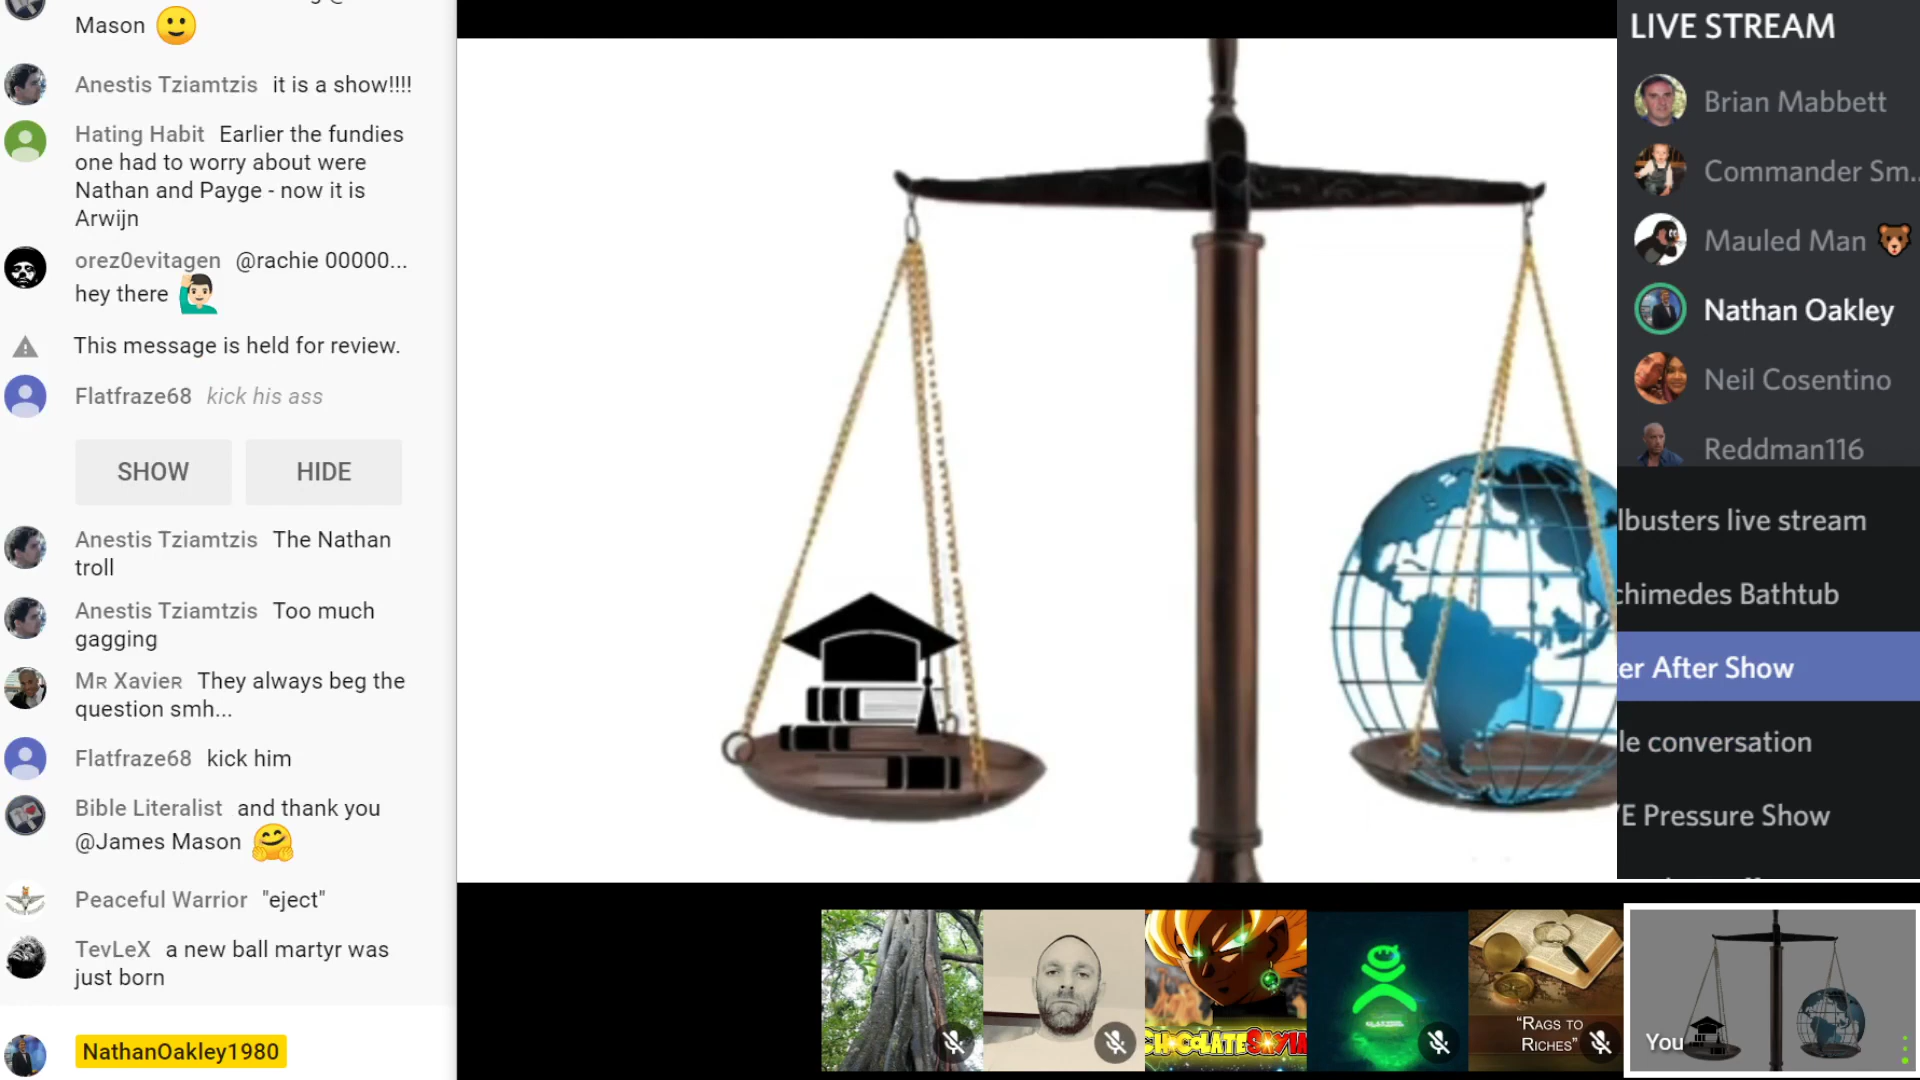 Mason
Anestis Tziamtzis it is a show!!!!
Hating Habit Earlier the fundies
one had to worry about were
Nathan and Payge - now it is
Arwijn
orez0evitagen @rachie 00000...
hey there
This message is held for review.
Flatfraze68 kick his ass
SHOW HIDE
Anestis Tziamtzis The Nathan
troll
Anestis Tziamtzis Too much
gagging
Mʀ Xavieʀ They always beg the
question smh...
Flatfraze68 kick him
Bible Literalist and thank you
@James Mason
Peaceful Warrior "eject"
TevLeX a new ball martyr was
just born
NathanOakley1980
LIVE STREAM
Brian Mabbett
Commander Sm..
Mauled Man
Nathan Oakley
Neil Cosentino
Reddman116
lbusters live stream
chimedes Bathtub
er After Show
le conversation
E Pressure Show
CHOCOLATE
"RAGS TO
RICHES"
You